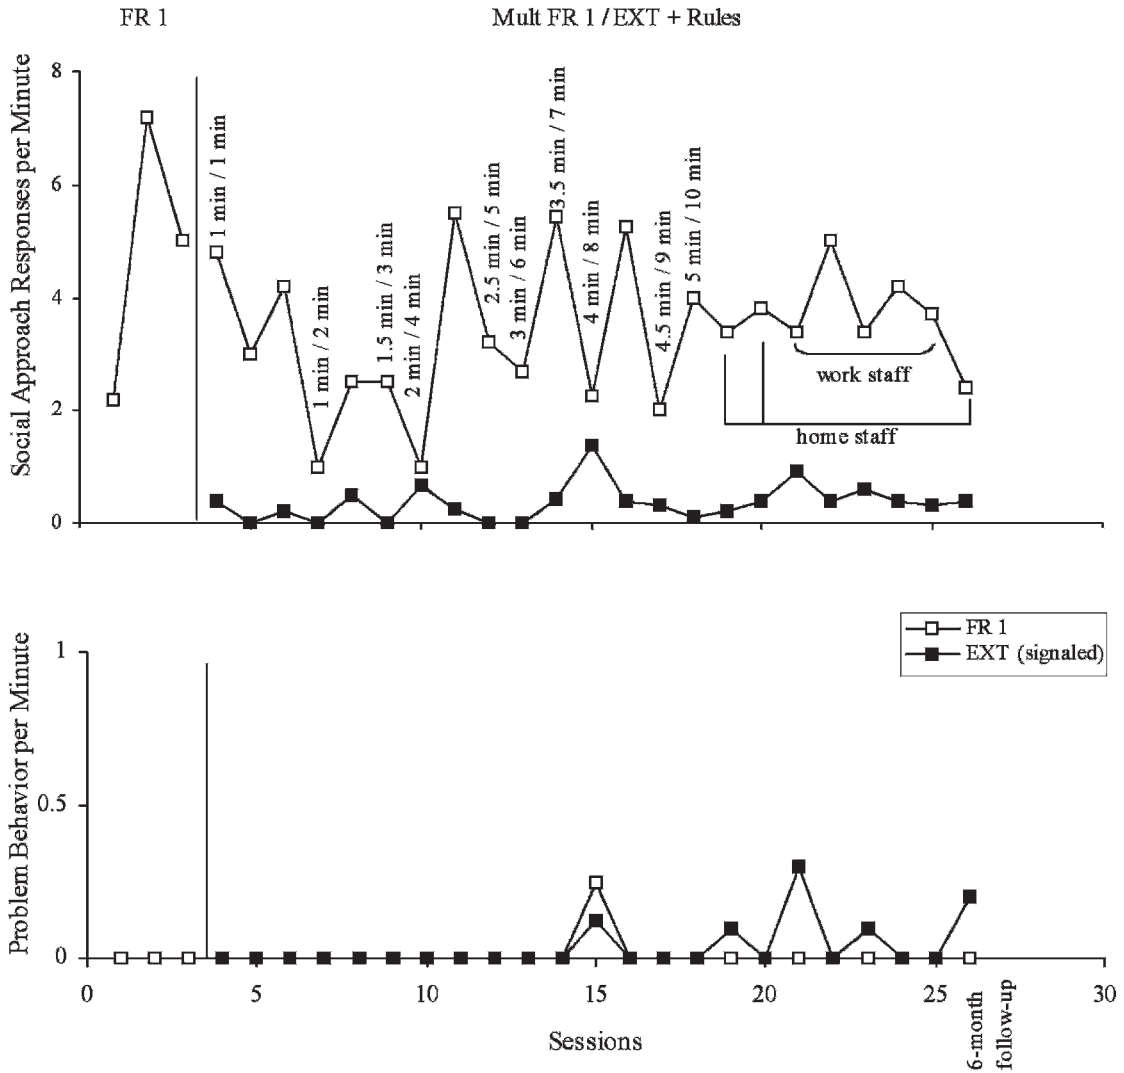 FR 1
Mult FR 1 / EXT + Rules
Social Approach Responses per Minute
8
6
4
2
0
1 min / 1 min
1 min / 2 min
1.5 min / 3 min
2 min / 4 min
2.5 min / 5 min
3 min / 6 min
3.5 min / 7 min
4 min / 8 min
4.5 min / 9 min
5 min / 10 min
work staff
home staff
FR 1
EXT (signaled)
Problem Behavior per Minute
1
0.5
0
0
5
10
15
20
25
30
6-month
follow-up
Sessions